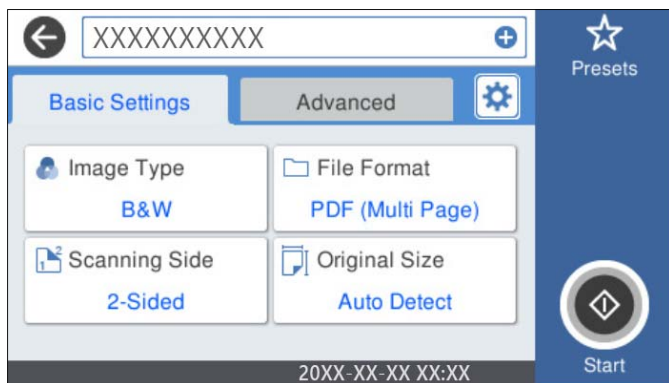 XXXXXXXXXX
Presets
Basic Settings
Advanced
Image Type
B&W
File Format
PDF (Multi Page)
Scanning Side
2-Sided
Original Size
Auto Detect
Start
20XX-XX-XX XX:XX